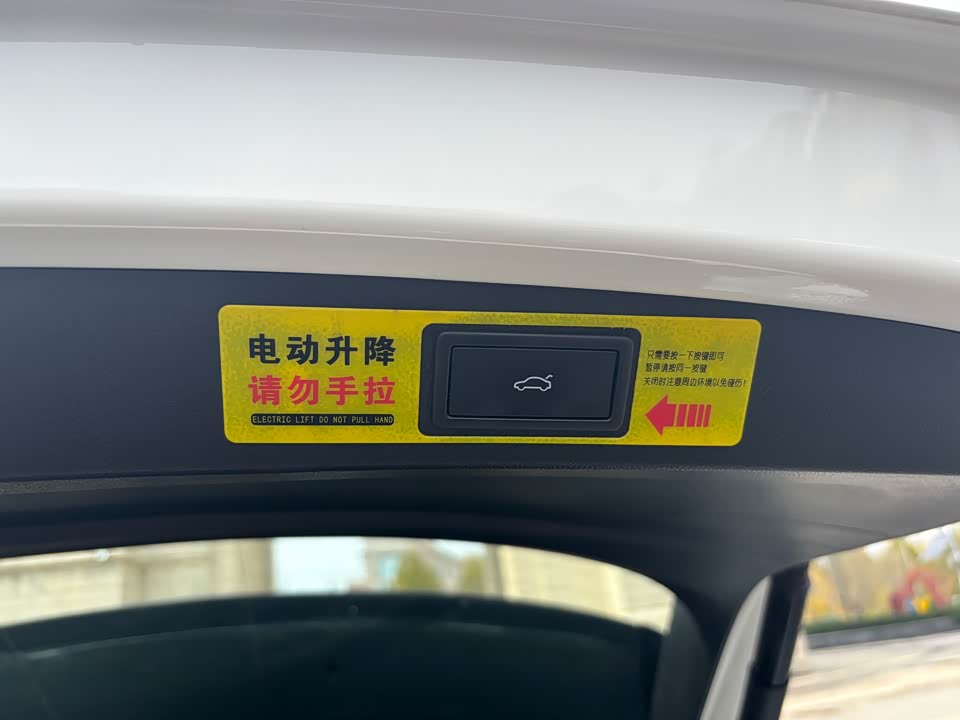 电动升降
请勿手拉
ELECTRIC LIFT DO NOT PULL HAND
只需要按一下按键即可
暂停请按同一按键
关闭时注意周边环境以免碰伤!